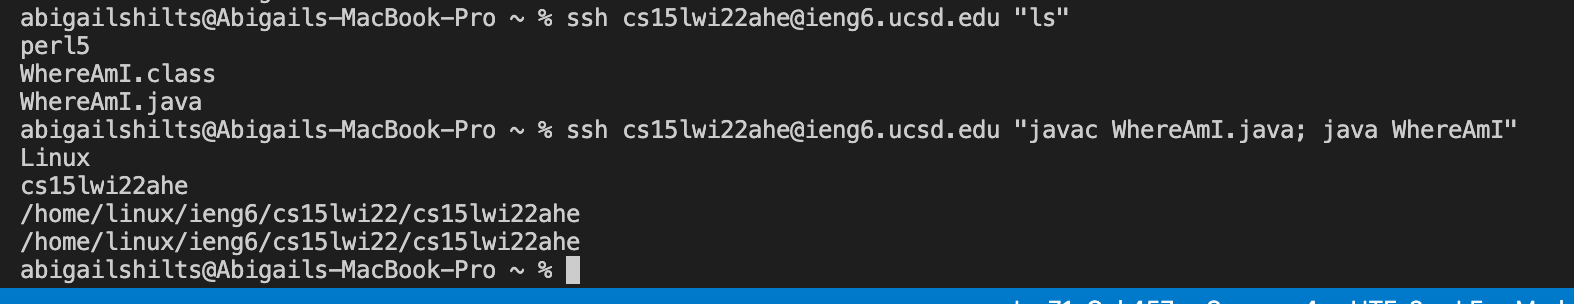 abigailshilts@Abigails-MacBook-Pro ~ % ssh cs15lwi22ahe@ieng6.ucsd.edu "ls"
perl5
WhereAmI.class
WhereAmI.java
abigailshilts@Abigails-MacBook-Pro ~ % ssh cs15lwi22ahe@ieng6.ucsd.edu "javac WhereAmI.java; java WhereAmI"
Linux
cs15lwi22ahe
/home/linux/ieng6/cs15lwi22/cs15lwi22ahe
/home/linux/ieng6/cs15lwi22/cs15lwi22ahe
abigailshilts@Abigails-MacBook-Pro ~ %